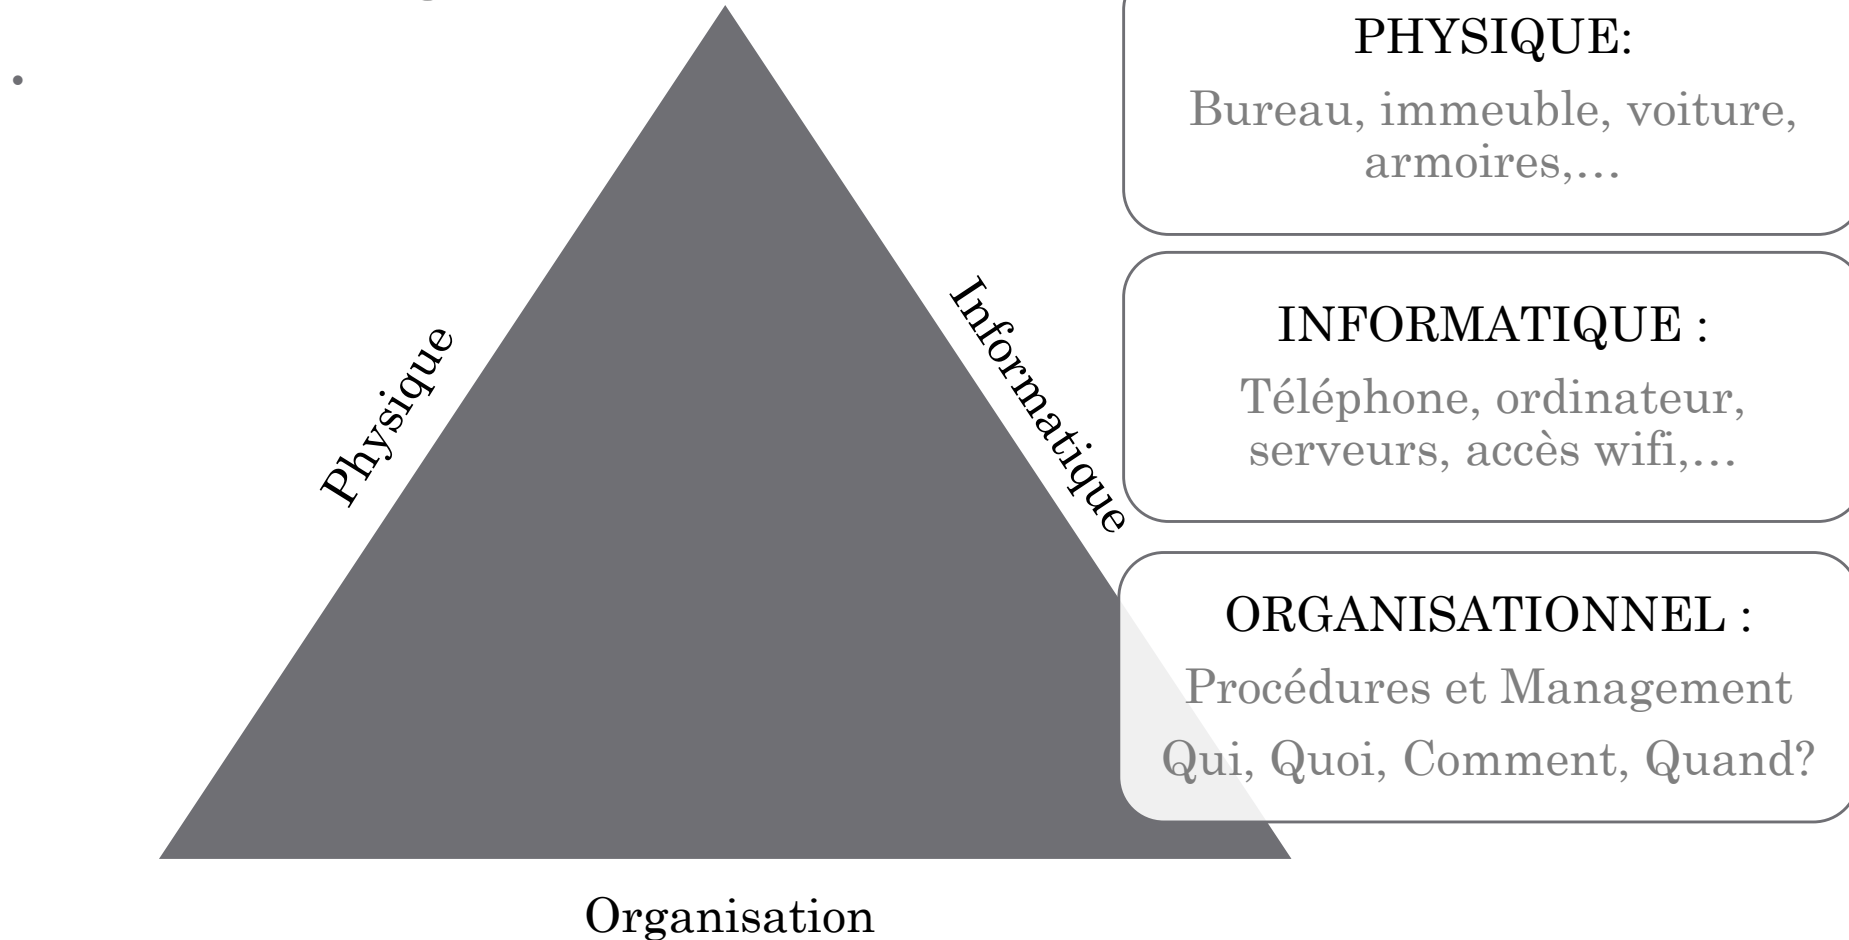 •
Physique
Informatique
Organisation
PHYSIQUE:
Bureau, immeuble, voiture,
armoires,…
INFORMATIQUE :
Téléphone, ordinateur,
serveurs, accès wifi,…
ORGANISATIONNEL :
Procédures et Management
Qui, Quoi, Comment, Quand?